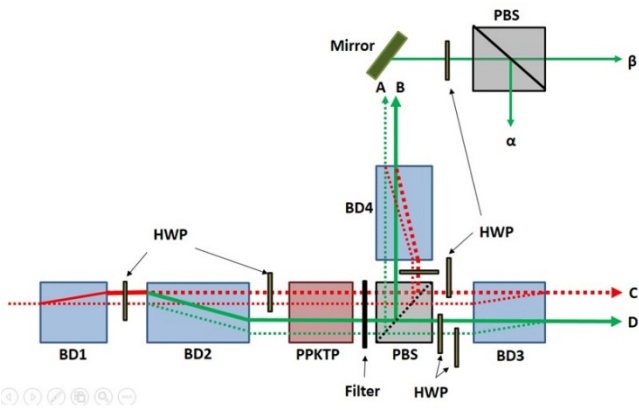 PBS
Mirror
β
A B
HWP
α
BD4
HWP
HWP
C
D
BD1
BD2
PPKTP
PBS
BD3
Filter
HWP